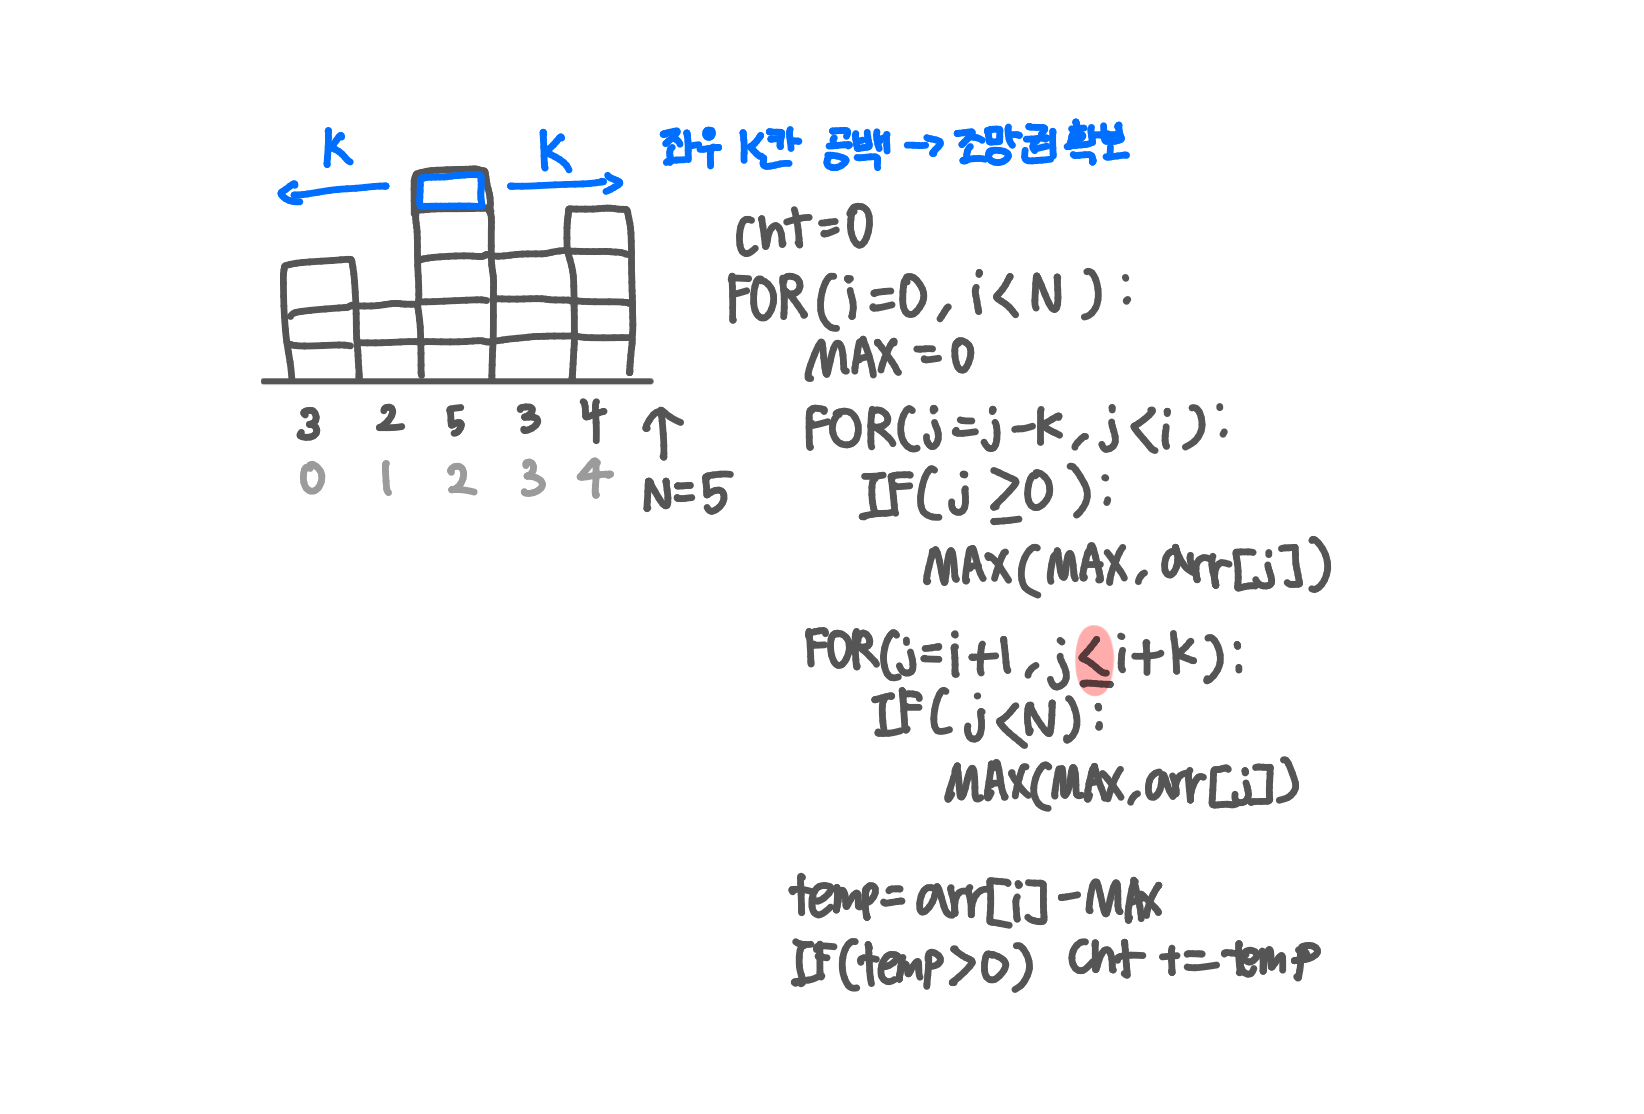 K
K
좌우 K칸 공백 → 조망권 확보
cnt=0
FOR(i=0, i<N):
MAX=0
FOR(j=j-k, j<i):
IF(j≥0):
MAX(MAX, arr[j])
FOR(j=i+1, j≤i+k):
IF(j<N):
MAX(MAX, arr[j])
temp=arr[i]-MAX
IF(temp>0) cnt+=temp
3 2 5 3 4
0 1 2 3 4
↑
N=5